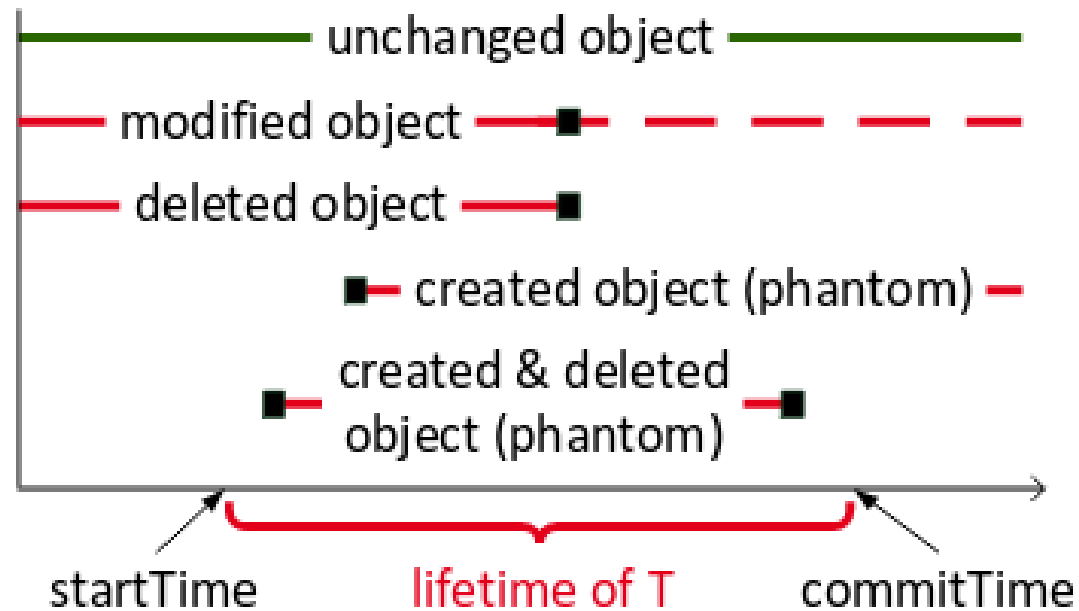 unchanged object
modified object
deleted object
created object (phantom)
created & deleted
object (phantom)
startTime
lifetime of T
commitTime